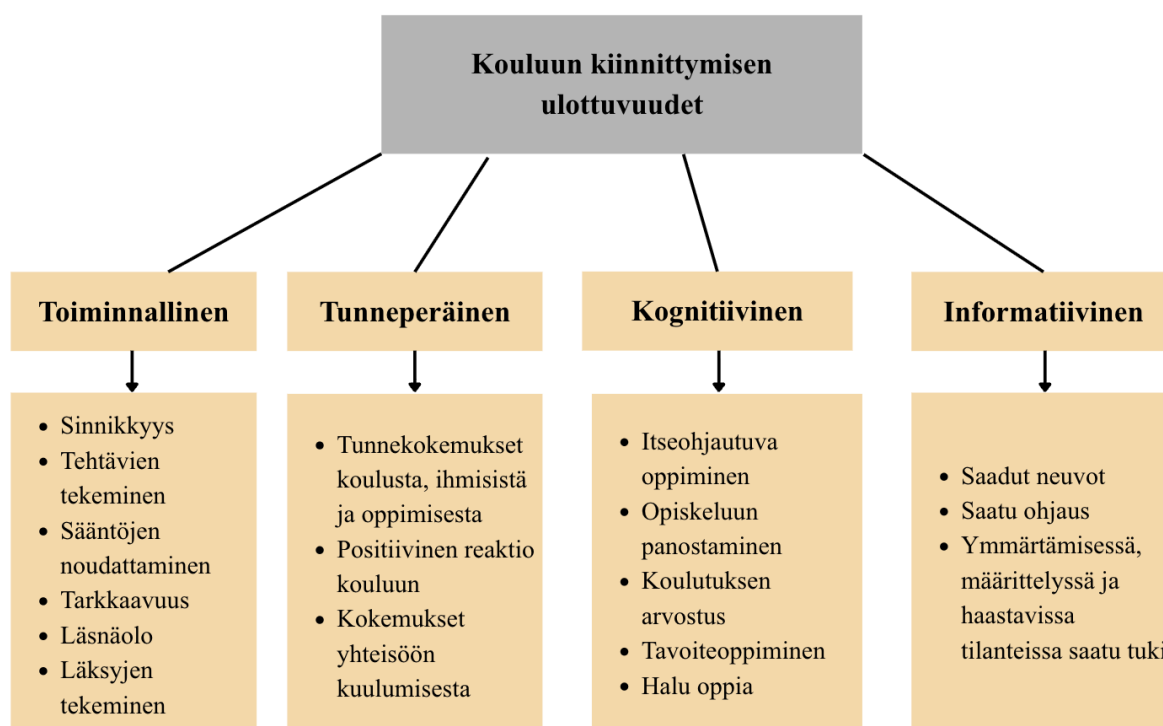 Kouluun kiinnittymisen
ulottuvuudet
Toiminnallinen
• Sinnikkyys
• Tehtävien
tekeminen
• Sääntöjen
noudattaminen
• Tarkkaavuus
• Läsnäolo
• Läksyjen
tekeminen
Tunneperäinen
• Tunnekokemukset
koulusta, ihmisistä
ja oppimisesta
• Positiivinen reaktio
kouluun
• Kokemukset
yhteisöön
kuulumisesta
Kognitiivinen
• Itseohjautuva
oppiminen
• Opiskeluun
panostaminen
• Koulutuksen
arvostus
• Tavoiteoppiminen
• Halu oppia
Informatiivinen
• Saadut neuvot
• Saatu ohjaus
• Ymmärtämisessä,
määrittelyssä ja
haastavissa
tilanteissa saatu tuki